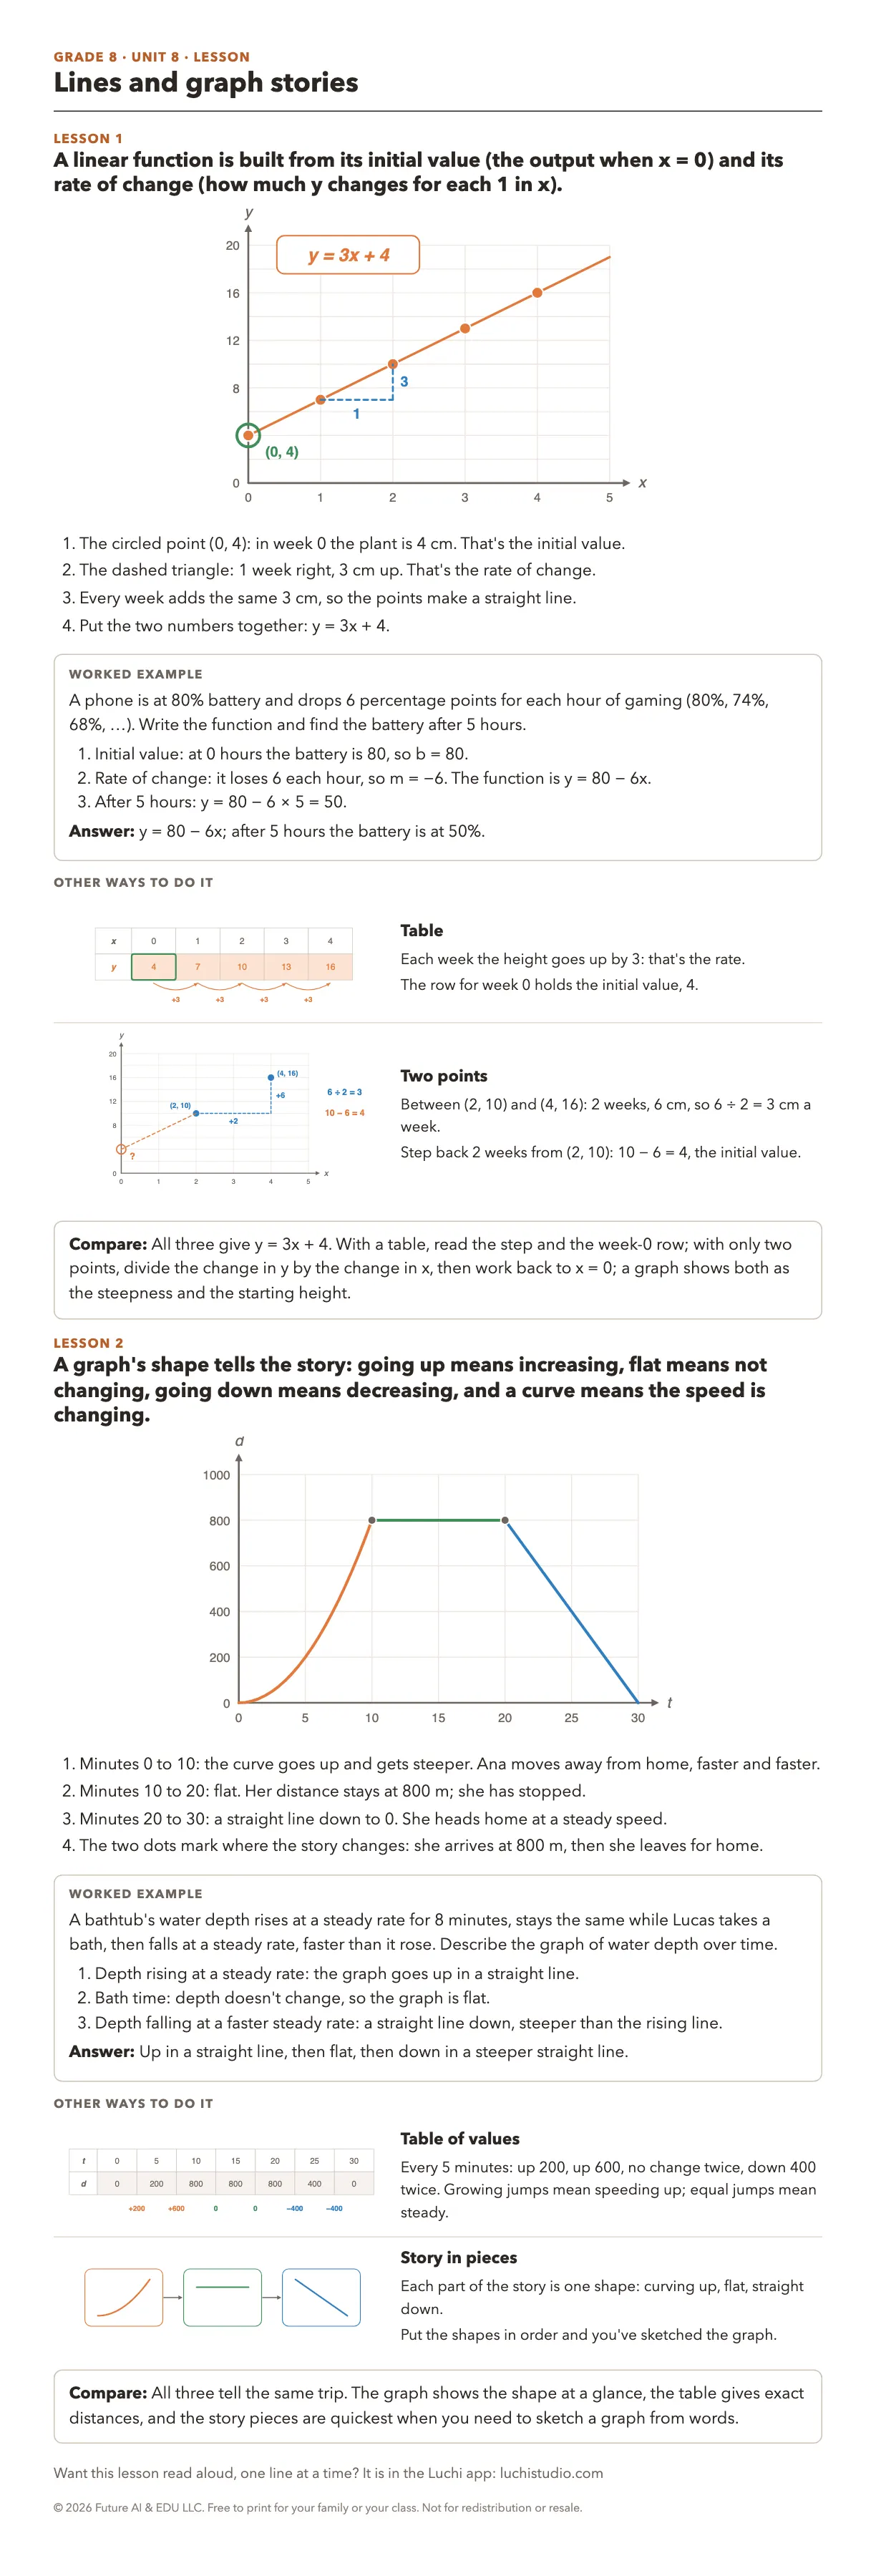 GRADE 8 · UNIT 8 · LESSON
Lines and graph stories
LESSON 1
A linear function is built from its initial value (the output when x = 0) and its
rate of change (how much y changes for each 1 in x).
y
20
y = 3x + 4
16
12
8
3
1
(0, 4)
0
x
0 1 2 3 4 5
1. The circled point (0, 4): in week 0 the plant is 4 cm. That's the initial value.
2. The dashed triangle: 1 week right, 3 cm up. That's the rate of change.
3. Every week adds the same 3 cm, so the points make a straight line.
4. Put the two numbers together: y = 3x + 4.
WORKED EXAMPLE
A phone is at 80% battery and drops 6 percentage points for each hour of gaming (80%, 74%,
68%, …). Write the function and find the battery after 5 hours.
1. Initial value: at 0 hours the battery is 80, so b = 80.
2. Rate of change: it loses 6 each hour, so m = −6. The function is y = 80 − 6x.
3. After 5 hours: y = 80 − 6 × 5 = 50.
Answer: y = 80 − 6x; after 5 hours the battery is at 50%.
OTHER WAYS TO DO IT
x 0 1 2 3 4
y 4 7 10 13 16
+3 +3 +3 +3
Table
Each week the height goes up by 3: that's the rate.
The row for week 0 holds the initial value, 4.
y
20
16
12
8
0
(4, 16)
(2, 10)
+6
+2
?
x
0 1 2 3 4 5
6 ÷ 2 = 3
10 − 6 = 4
Two points
Between (2, 10) and (4, 16): 2 weeks, 6 cm, so 6 ÷ 2 = 3 cm a
week.
Step back 2 weeks from (2, 10): 10 − 6 = 4, the initial value.
Compare: All three give y = 3x + 4. With a table, read the step and the week-0 row; with only two
points, divide the change in y by the change in x, then work back to x = 0; a graph shows both as
the steepness and the starting height.
LESSON 2
A graph's shape tells the story: going up means increasing, flat means not
changing, going down means decreasing, and a curve means the speed is
changing.
d
1000
800
600
400
200
0
t
0 5 10 15 20 25 30
1. Minutes 0 to 10: the curve goes up and gets steeper. Ana moves away from home, faster and faster.
2. Minutes 10 to 20: flat. Her distance stays at 800 m; she has stopped.
3. Minutes 20 to 30: a straight line down to 0. She heads home at a steady speed.
4. The two dots mark where the story changes: she arrives at 800 m, then she leaves for home.
WORKED EXAMPLE
A bathtub's water depth rises at a steady rate for 8 minutes, stays the same while Lucas takes a
bath, then falls at a steady rate, faster than it rose. Describe the graph of water depth over time.
1. Depth rising at a steady rate: the graph goes up in a straight line.
2. Bath time: depth doesn't change, so the graph is flat.
3. Depth falling at a faster steady rate: a straight line down, steeper than the rising line.
Answer: Up in a straight line, then flat, then down in a steeper straight line.
OTHER WAYS TO DO IT
t 0 5 10 15 20 25 30
d 0 200 800 800 800 400 0
+200 +600 0 0 −400 −400
Table of values
Every 5 minutes: up 200, up 600, no change twice, down 400
twice. Growing jumps mean speeding up; equal jumps mean
steady.
Story in pieces
Each part of the story is one shape: curving up, flat, straight
down.
Put the shapes in order and you've sketched the graph.
Compare: All three tell the same trip. The graph shows the shape at a glance, the table gives exact
distances, and the story pieces are quickest when you need to sketch a graph from words.
Want this lesson read aloud, one line at a time? It is in the Luchi app: luchistudio.com
© 2026 Future AI & EDU LLC. Free to print for your family or your class. Not for redistribution or resale.